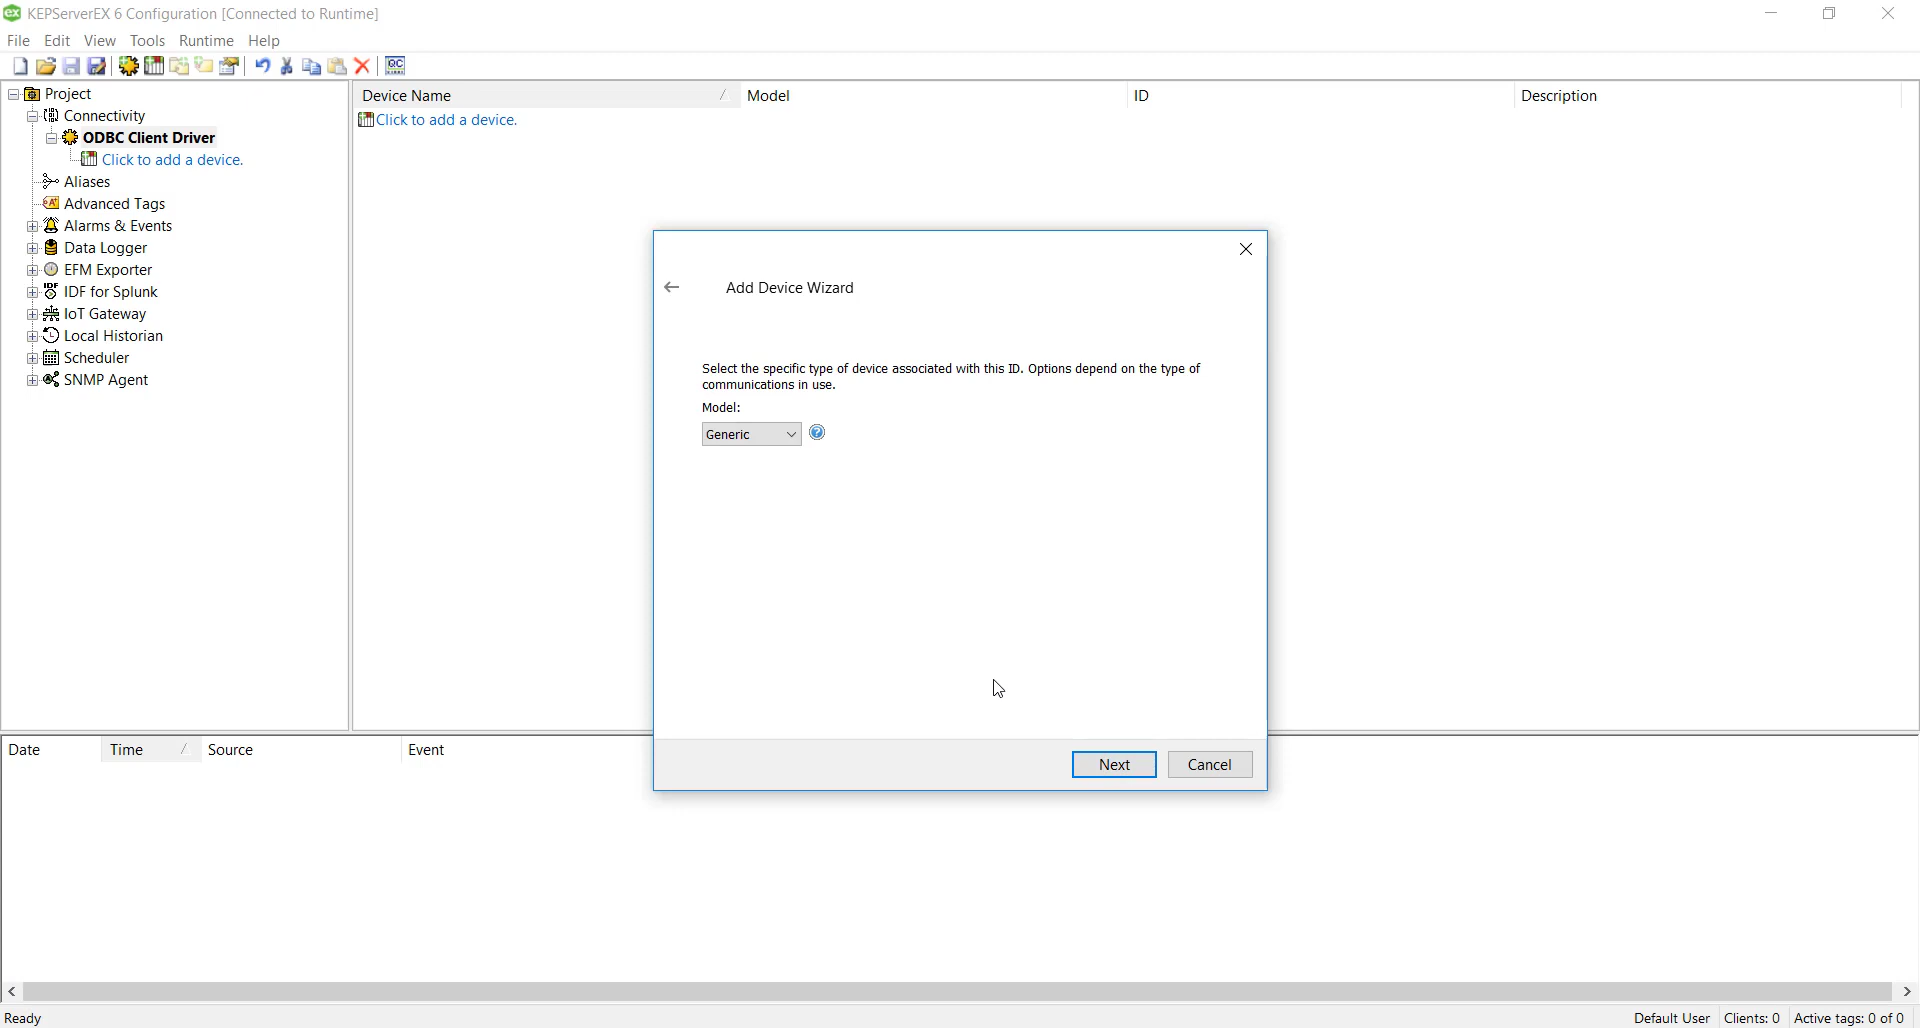 KEPServerEX 6 Configuration [Connected to Runtime]
File Edit View Tools Runtime Help
Project
Connectivity
ODBC Client Driver
Click to add a device.
Aliases
Advanced Tags
Alarms & Events
Data Logger
EFM Exporter
IDF for Splunk
IoT Gateway
Local Historian
Scheduler
SNMP Agent
Device Name Model ID Description
Click to add a device.
Add Device Wizard
Select the specific type of device associated with this ID. Options depend on the type of
communications in use.
Model:
Generic
Next Cancel
Date Time Source Event
Ready Default User Clients: 0 Active tags: 0 of 0